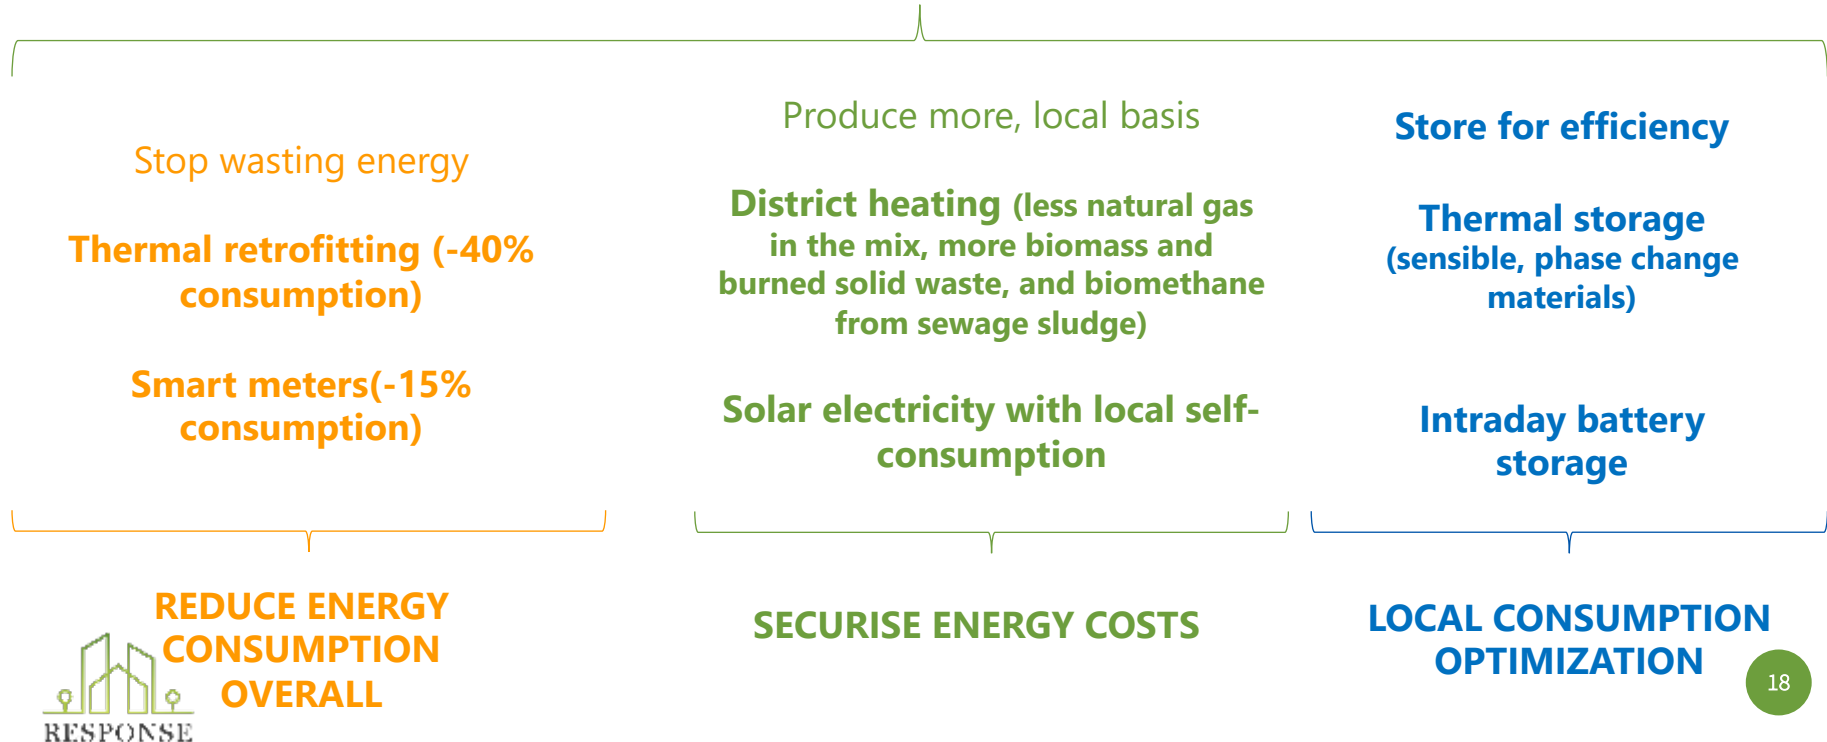 Stop wasting energy
Thermal retrofitting (-40%
consumption)
Smart meters(-15%
consumption)
REDUCE ENERGY
CONSUMPTION
OVERALL
Produce more, local basis
District heating (less natural gas
in the mix, more biomass and
burned solid waste, and biomethane
from sewage sludge)
Solar electricity with local self-
consumption
SECURISE ENERGY COSTS
Store for efficiency
Thermal storage
(sensible, phase change
materials)
Intraday battery
storage
LOCAL CONSUMPTION
OPTIMIZATION
RESPONSE
18